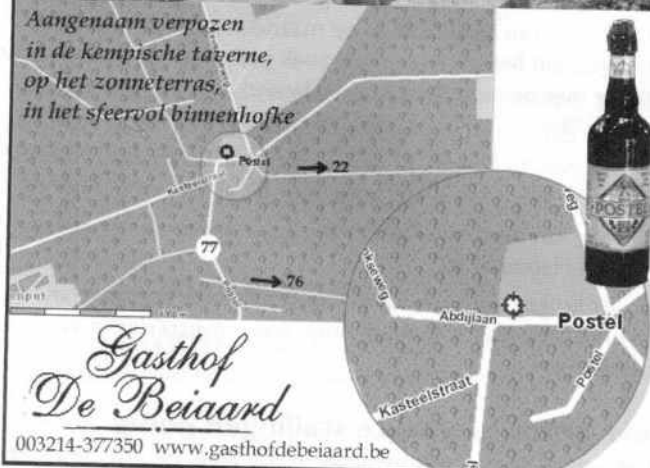 Aangenaam verpozen
in de kempische taverne,
op het zonneterras,
in het sfeervol binnenhofke
Postel
22
Kasteelstraat
77
76
POSTEL
Abdijlaan
Postel
Kasteelstraat
Postel
Gasthof
De Beiaard
003214-377350 www.gasthofdebeiaard.be